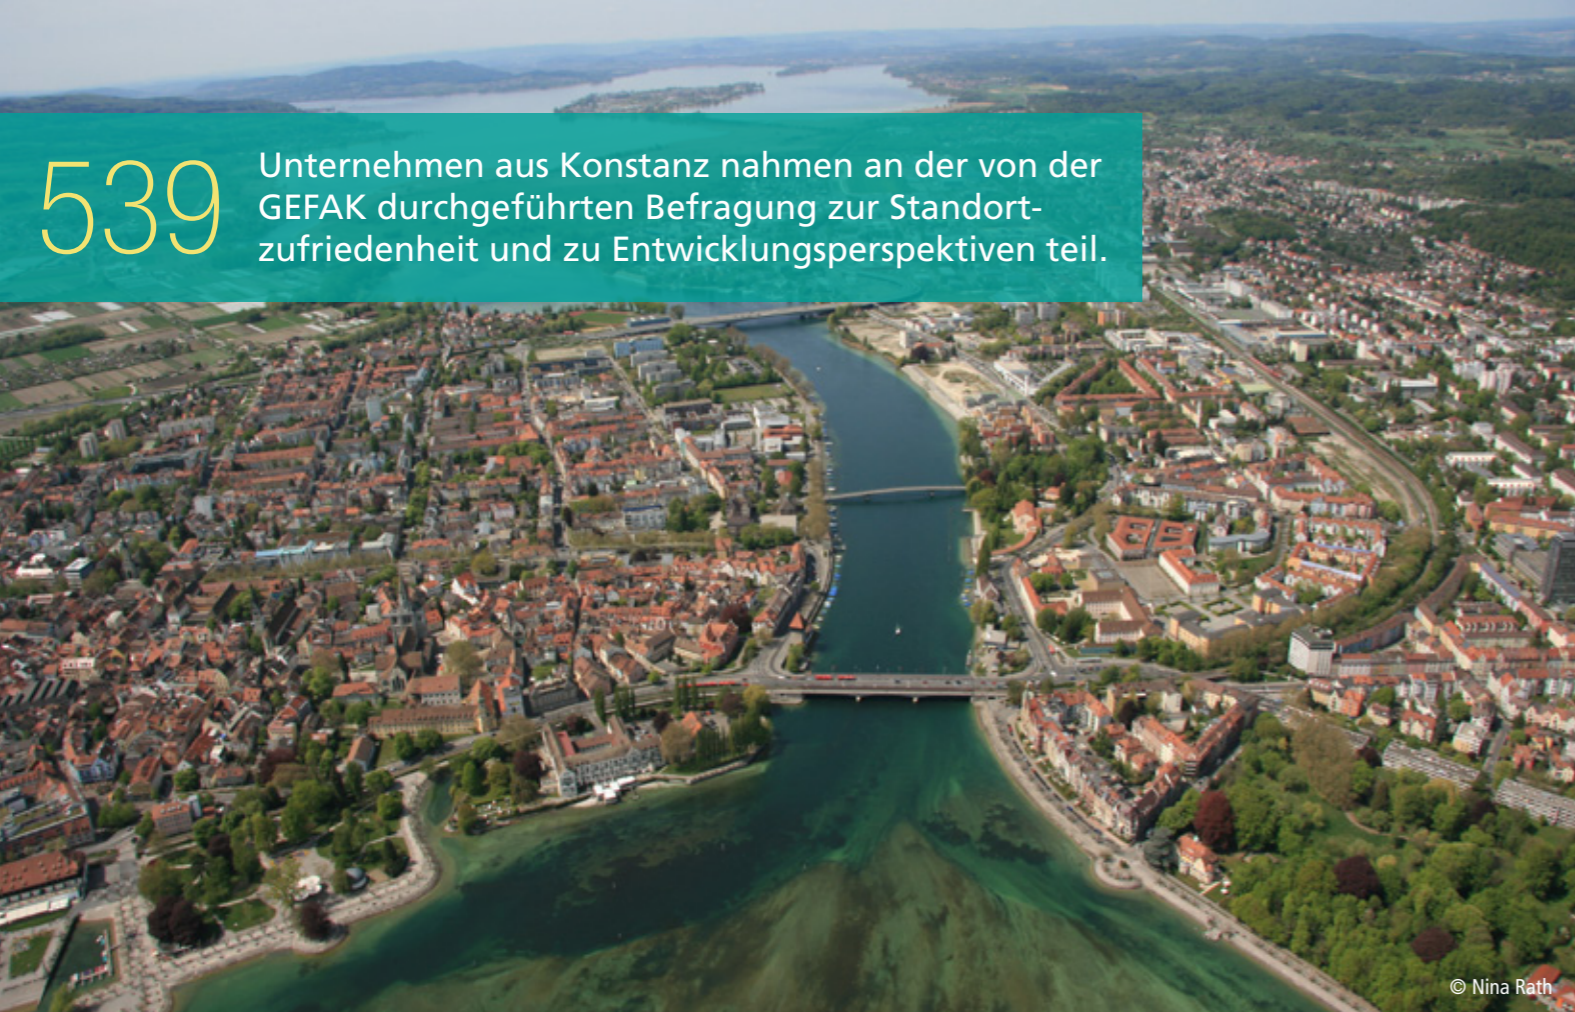 539
Unternehmen aus Konstanz nahmen an der von der
GEFAK durchgeführten Befragung zur Standort-
zufriedenheit und zu Entwicklungsperspektiven teil.
© Nina Rath